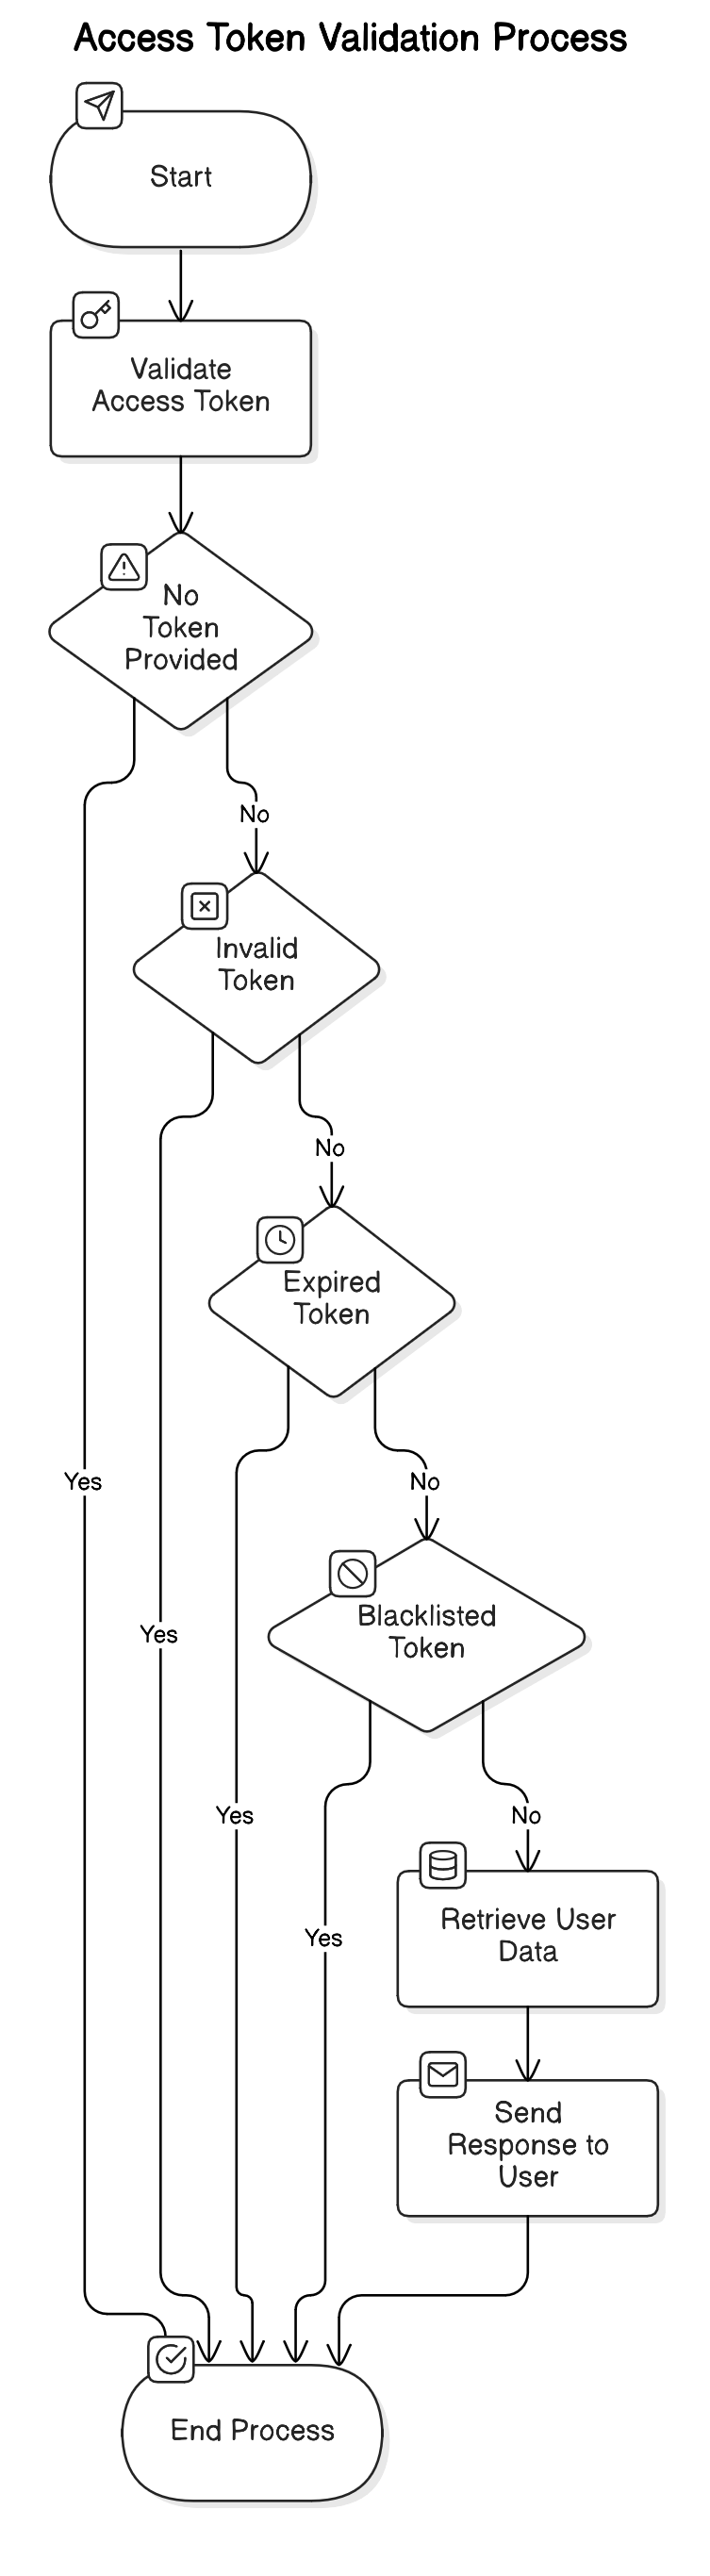 Access Token Validation Process
Start
Validate
Access Token
No
Token
Provided
No
Invalid
Token
No
Expired
Token
Yes
No
Blacklisted
Token
Yes
Yes
No
Retrieve User
Data
Yes
Send
Response to
User
End Process